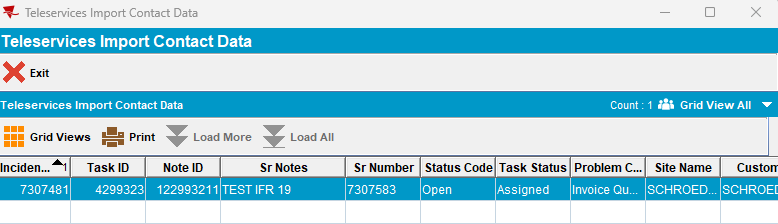 Teleservices Import Contact Data
Teleservices Import Contact Data
Exit
Teleservices Import Contact Data Count : 1 Grid View All
Grid Views Print Load More Load All
Inciden... 1 Task ID Note ID Sr Notes Sr Number Status Code Task Status Problem C... Site Name Custom
7307481 4299323 122993211 TEST IFR 19 7307583 Open Assigned Invoice Qu... SCHROED... SCHROED